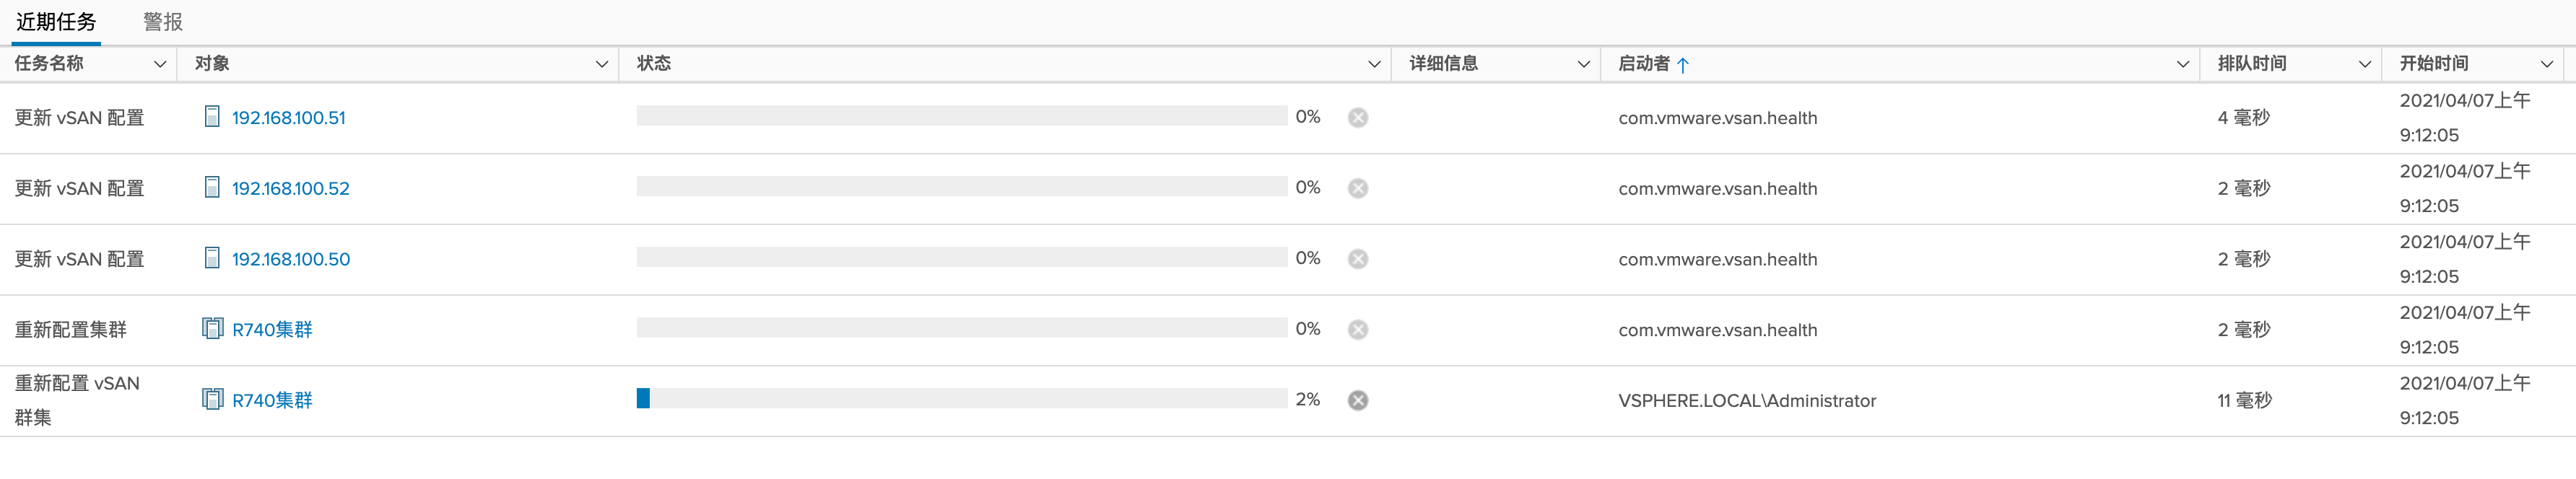 近期任务 警报
任务名称 对象 状态 详细信息 启动者 排队时间 开始时间
更新 vSAN 配置 192.168.100.51 0% com.vmware.vsan.health 4 毫秒 2021/04/07上午
9:12:05
更新 vSAN 配置 192.168.100.52 0% com.vmware.vsan.health 2 毫秒 2021/04/07上午
9:12:05
更新 vSAN 配置 192.168.100.50 0% com.vmware.vsan.health 2 毫秒 2021/04/07上午
9:12:05
重新配置集群 R740集群 0% com.vmware.vsan.health 2 毫秒 2021/04/07上午
9:12:05
重新配置 vSAN
群集 R740集群 2% VSPHERE.LOCAL\Administrator 11 毫秒 2021/04/07上午
9:12:05